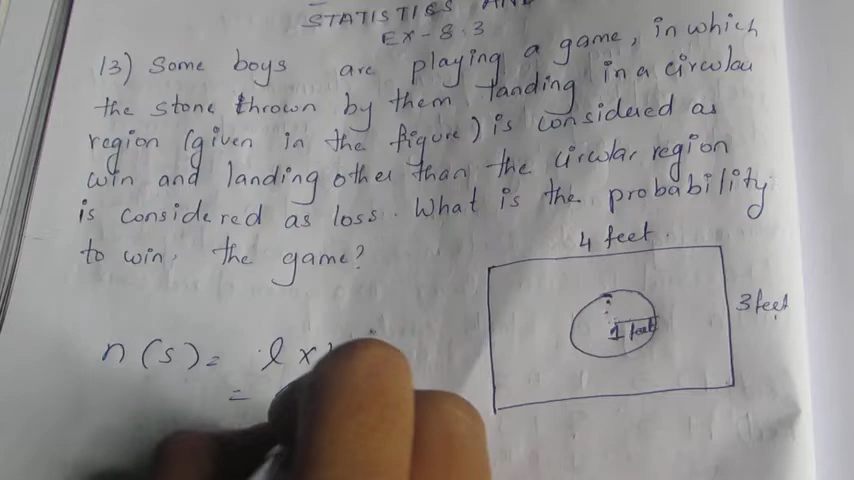 STATISTICS AND
Ex-8.3
13) Some boys are playing a game, in which
the stone thrown by them landing in a circular
region (given in the figure) is considered as
win and landing other than the circular region
is considered as loss. What is the probability
to win the game?
4 feet.
3 feet
1 feet
n(s) = l x
=